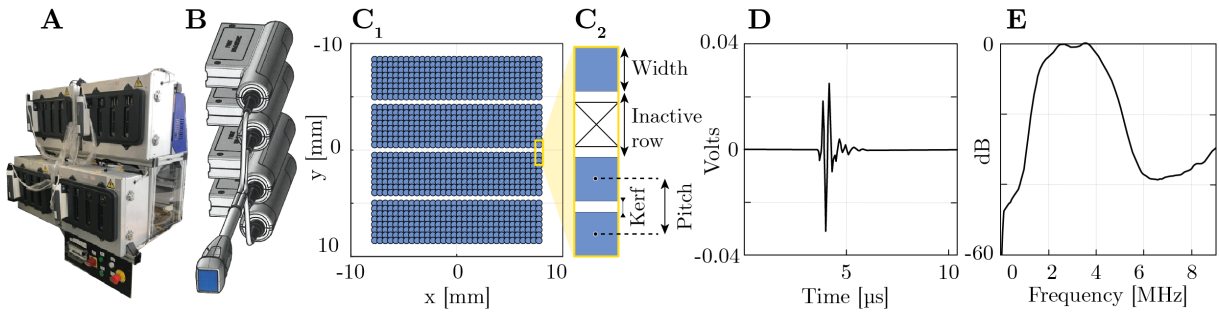 A
B
C1
C2
D
E
-10
0
10
y [mm]
-10
0
10
x [mm]
Width
Inactive
row
Kerf
Pitch
0.04
0
-0.04
Volts
5
10
Time [µs]
0
-60
dB
0
2
4
6
8
Frequency [MHz]